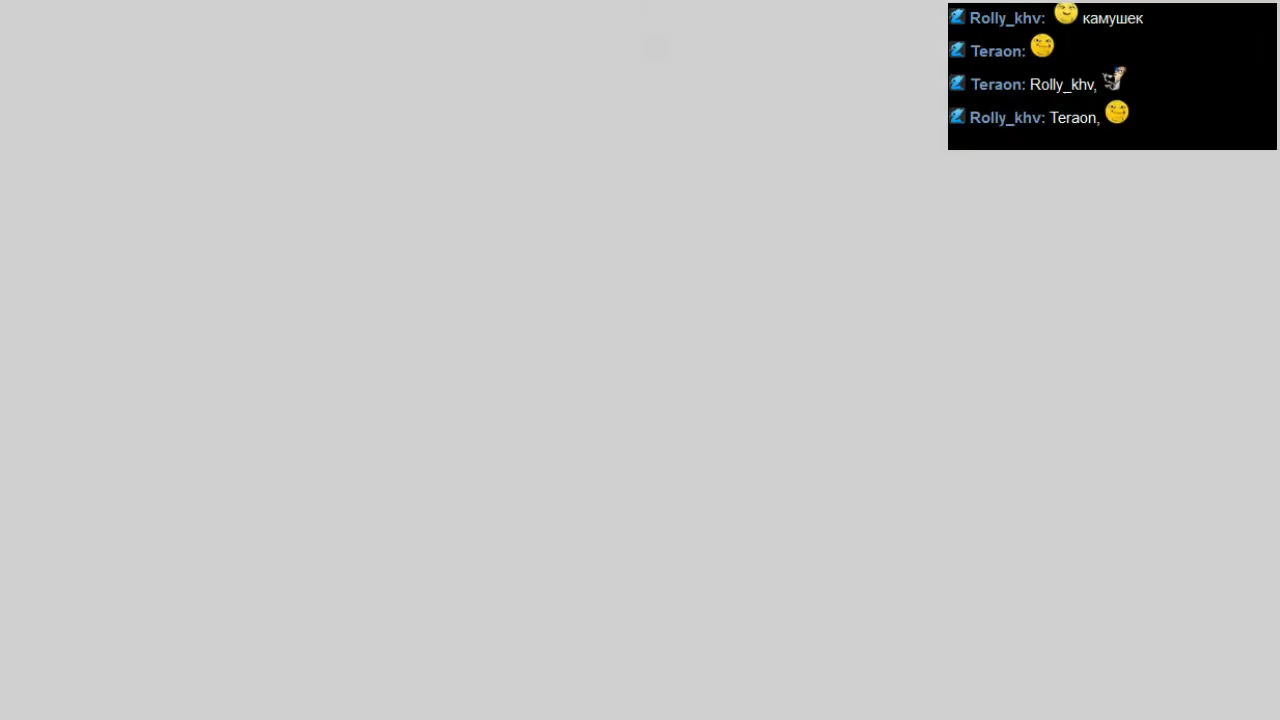 Rolly_khv: камушек
Teraon:
Teraon: Rolly_khv,
Rolly_khv: Teraon,